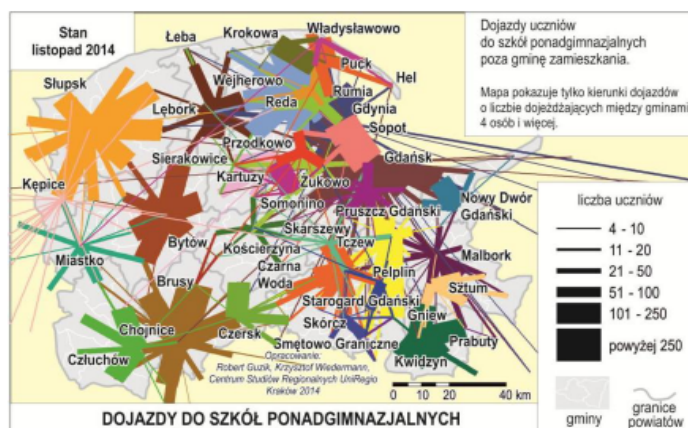 Stan
listopad 2014
Dojazdy uczniów
do szkół ponadgimnazjalnych
poza gminę zamieszkania.
Mapa pokazuje tylko kierunki dojazdów
o liczbie dojeżdżających między gminami
4 osób i więcej.
Łeba
Krokowa
Władysławowo
Puck
Hel
Słupsk
Wejherowo
Rumia
Lębork
Reda
Gdynia
Sopot
Przodkowo
Sierakowice
Gdańsk
Kępice
Kartuzy
Żukowo
Somonino
Pruszcz Gdański
Nowy Dwór
Gdański
Skarszewy
Bytów
Kościerzyna
Tczew
Miastko
Malbork
Czarna
Woda
Pelplin
Brusy
Sztum
Starogard Gdański
Chojnice
Czersk
Skórcz
Gniew
Prabuty
Gmętowo Graniczne
Człuchów
Kwidzyn
Opracowanie:
Robert Guzik, Krzysztof Wiedermann,
Centrum Studiów Regionalnych UniRegio
Kraków 2014
0
20
40 km
DOJAZDY DO SZKÓŁ PONADGIMNAZJALNYCH
liczba uczniów
4 - 10
11 - 20
21 - 50
51 - 100
101 - 250
powyżej 250
gminy
granice
powiatów